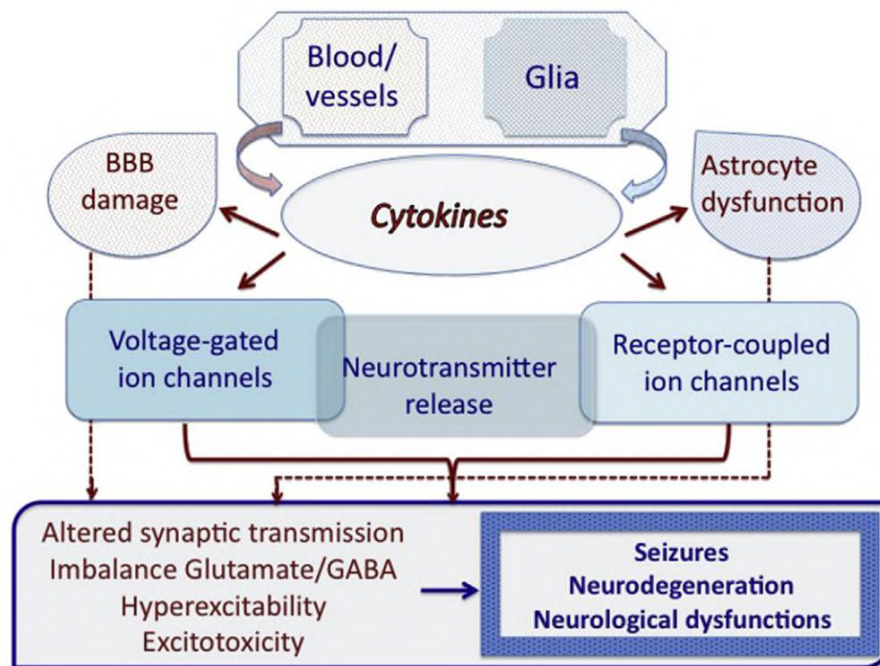 Blood/
vessels
Glia
BBB
damage
Cytokines
Astrocyte
dysfunction
Voltage-gated
ion channels
Neurotransmitter
release
Receptor-coupled
ion channels
Altered synaptic transmission
Imbalance Glutamate/GABA
Hyperexcitability
Excitotoxicity
Seizures
Neurodegeneration
Neurological dysfunctions